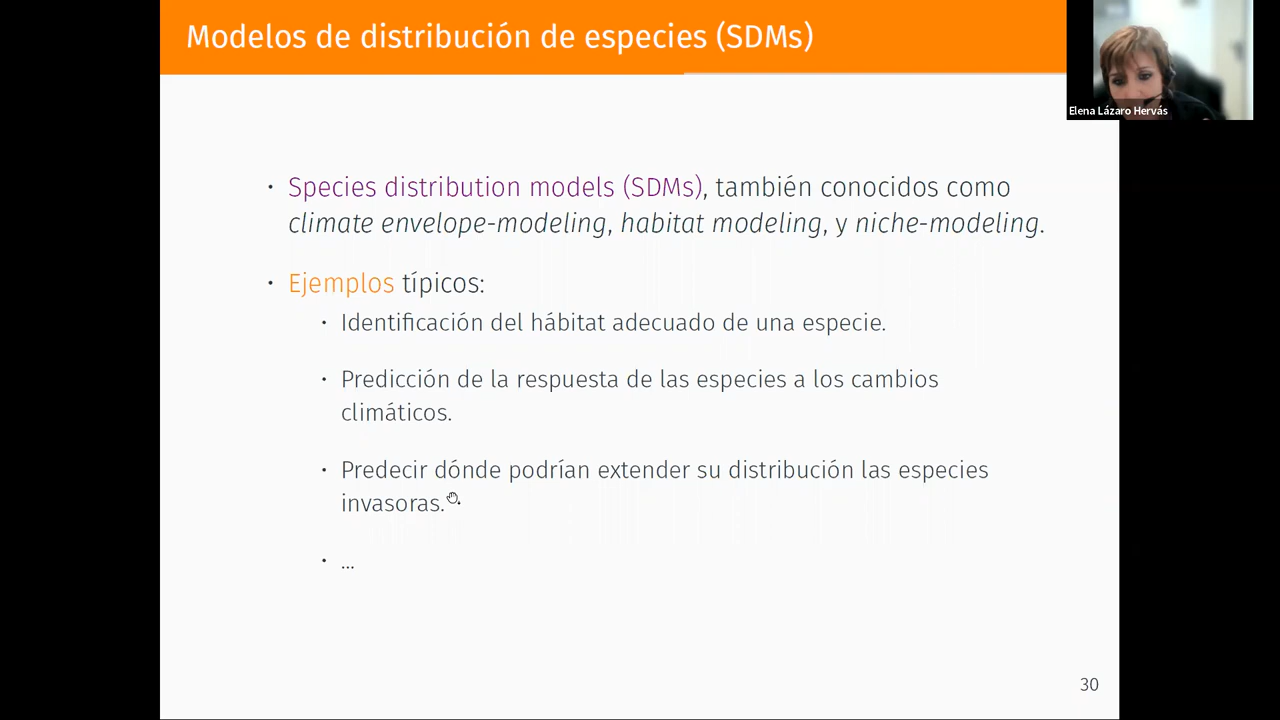 Modelos de distribución de especies (SDMs)
Elena Lázaro Hervás
• Species distribution models (SDMs), también conocidos como
climate envelope-modeling, habitat modeling, y niche-modeling.
• Ejemplos típicos:
• Identificación del hábitat adecuado de una especie.
• Predicción de la respuesta de las especies a los cambios
climáticos.
• Predecir dónde podrían extender su distribución las especies
invasoras.
• ...
30